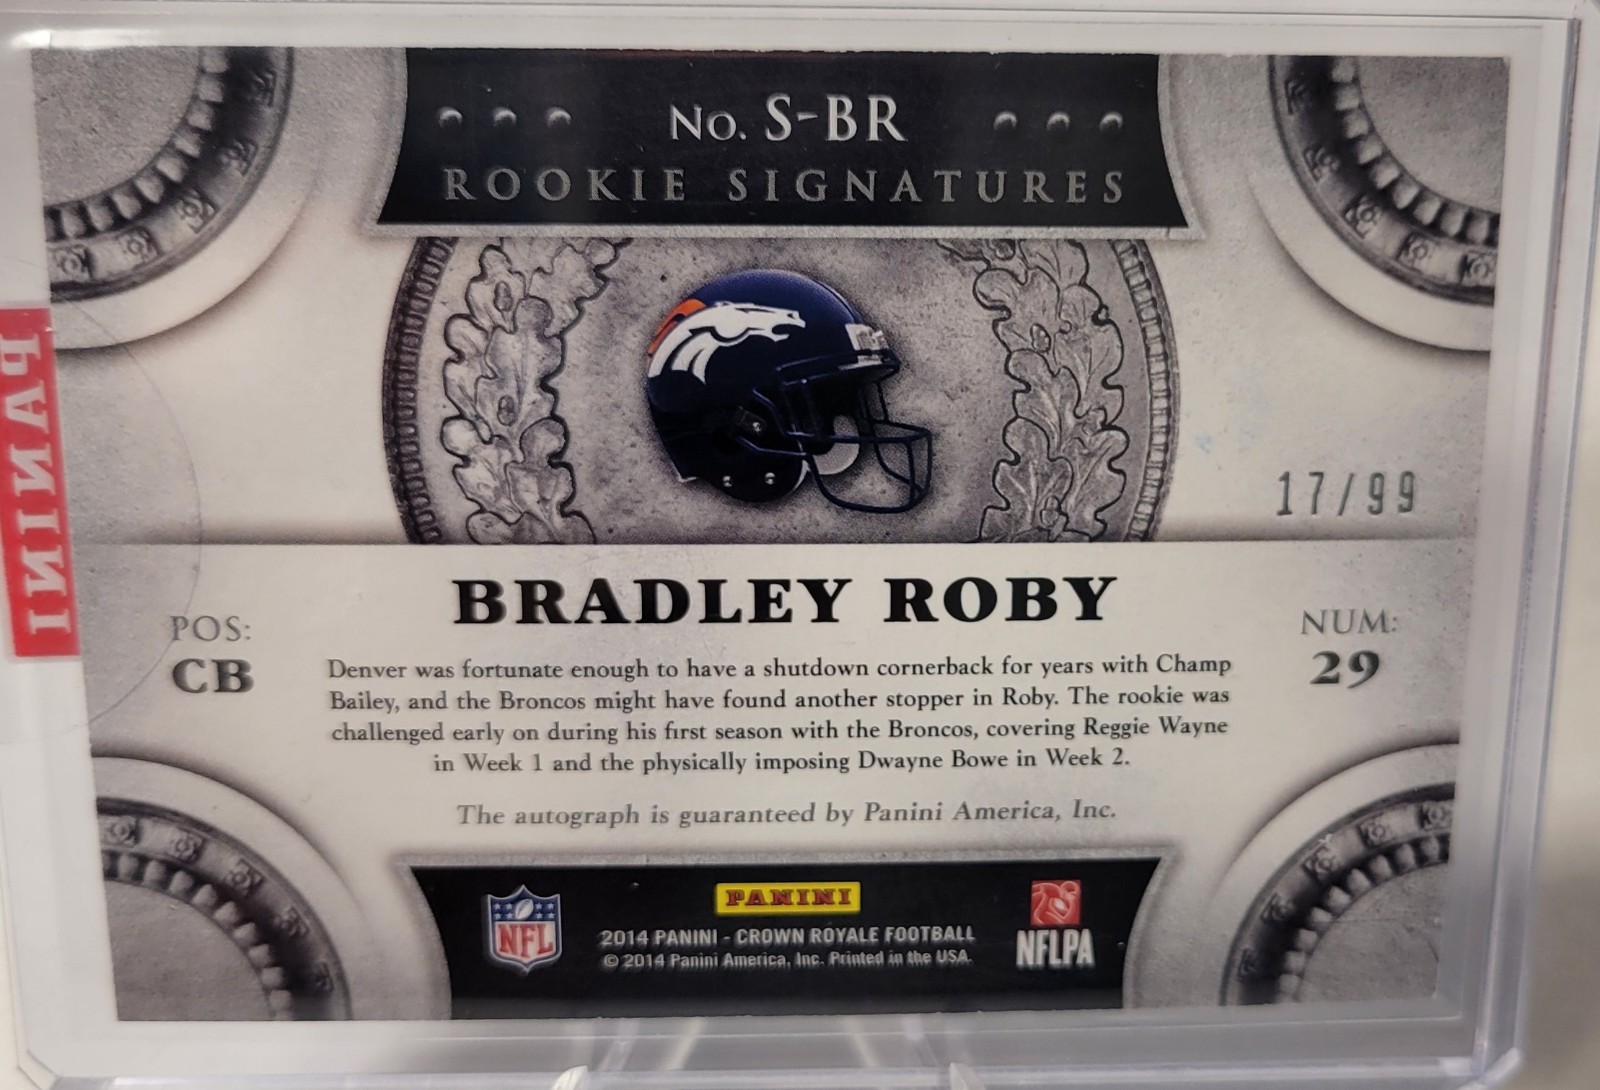 No. S-BR
ROOKIE SIGNATURES
17/99
PANINI
BRADLEY ROBY
POS:
CB
NUM:
29
Denver was fortunate enough to have a shutdown cornerback for years with Champ
Bailey, and the Broncos might have found another stopper in Roby. The rookie was
challenged early on during his first season with the Broncos, covering Reggie Wayne
in Week 1 and the physically imposing Dwayne Bowe in Week 2.
The autograph is guaranteed by Panini America, Inc.
NFL
PANINI
2014 PANINI - CROWN ROYALE FOOTBALL
© 2014 Panini America, Inc. Printed in the USA.
NFLPA